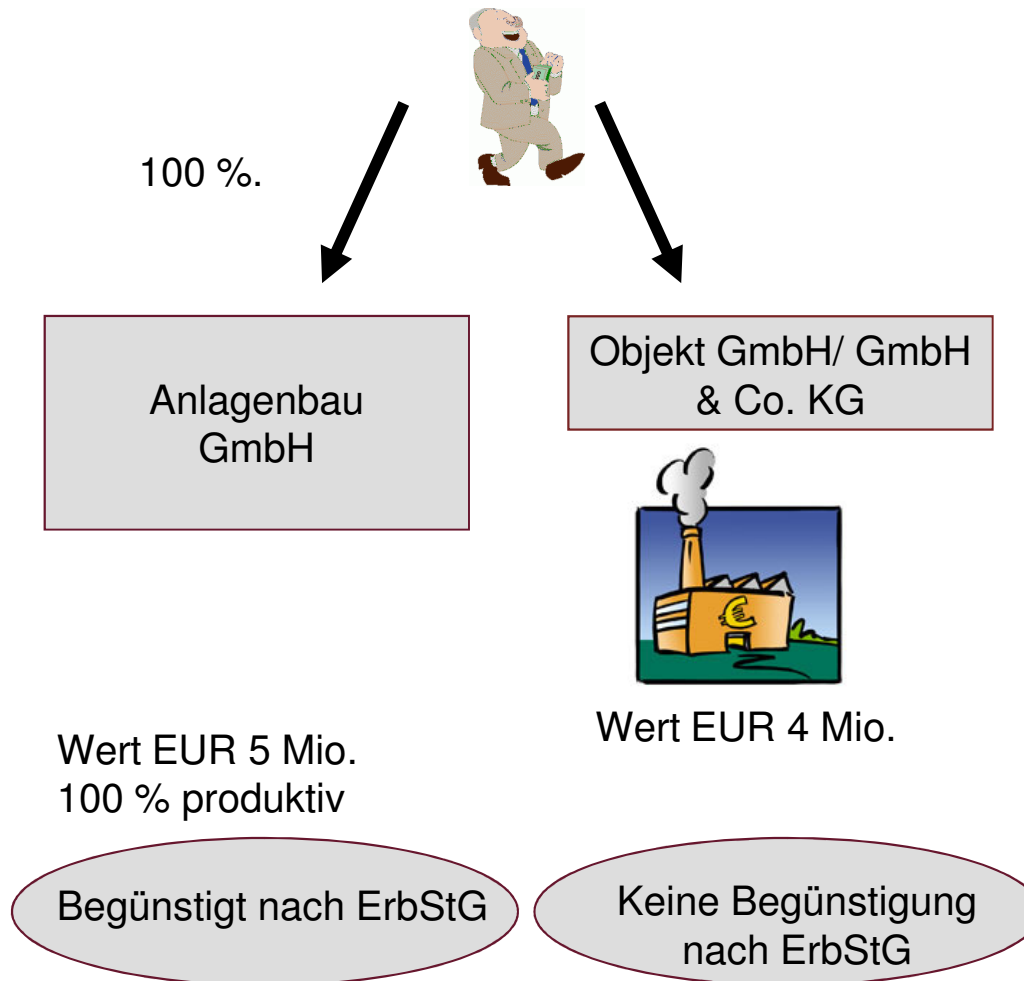 100 %.
Anlagenbau
GmbH
Objekt GmbH/ GmbH
& Co. KG
€
Wert EUR 5 Mio.
100 % produktiv
Wert EUR 4 Mio.
Begünstigt nach ErbStG
Keine Begünstigung
nach ErbStG